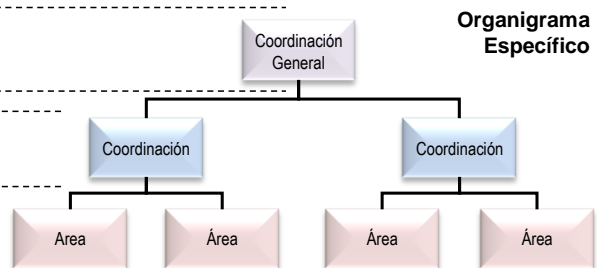 Organigrama
Específico
Coordinación
General
Coordinación
Coordinación
Area
Área
Área
Área